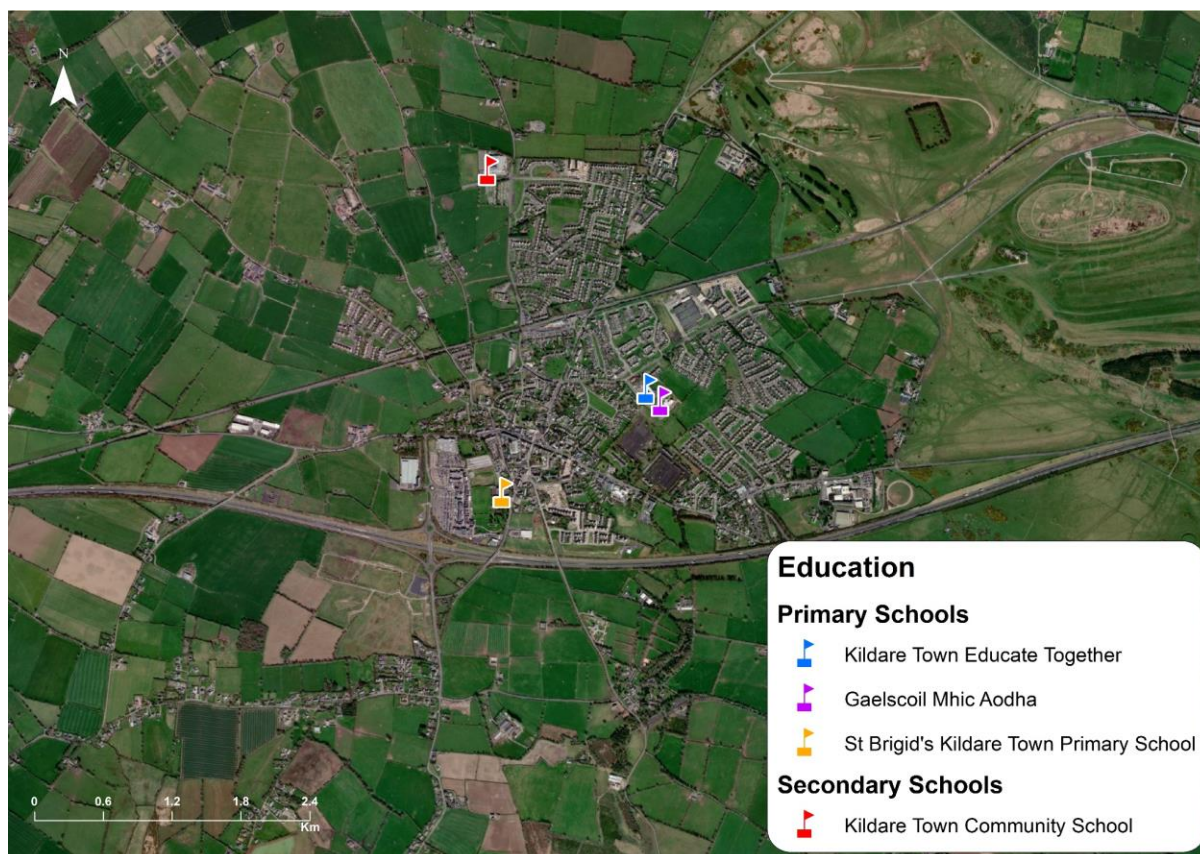 N
Education
Primary Schools
Kildare Town Educate Together
Gaelscoil Mhic Aodha
St Brigid's Kildare Town Primary School
Secondary Schools
Kildare Town Community School
0 0.6 1.2 1.8 2.4
Km